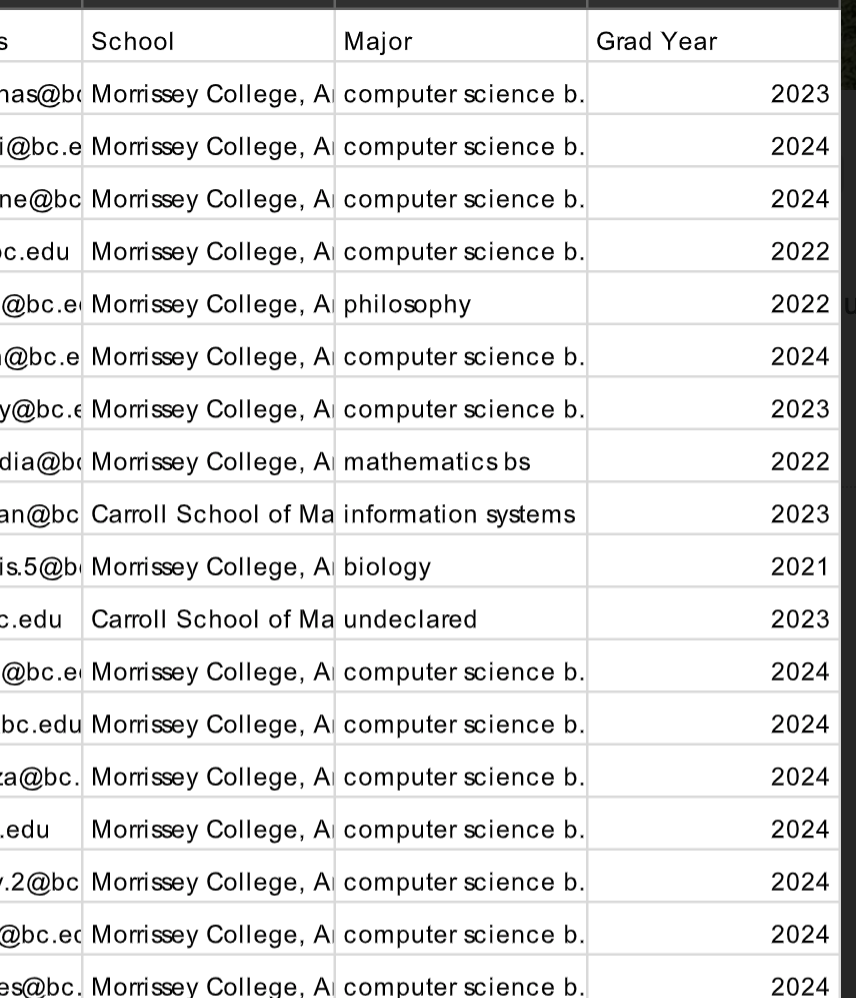 s School Major Grad Year
nas@bc Morrissey College, A computer science b. 2023
i@bc.e Morrissey College, A computer science b. 2024
ne@bc Morrissey College, A computer science b. 2024
c.edu Morrissey College, A computer science b. 2022
@bc.e Morrissey College, A philosophy 2022
@bc.e Morrissey College, A computer science b. 2024
y@bc.e Morrissey College, A computer science b. 2023
dia@bc Morrissey College, A mathematics bs 2022
an@bc Carroll School of Ma information systems 2023
is.5@b Morrissey College, A biology 2021
c.edu Carroll School of Ma undeclared 2023
@bc.e Morrissey College, A computer science b. 2024
bc.edu Morrissey College, A computer science b. 2024
za@bc. Morrissey College, A computer science b. 2024
.edu Morrissey College, A computer science b. 2024
y.2@bc Morrissey College, A computer science b. 2024
@bc.ed Morrissey College, A computer science b. 2024
es@bc. Morrissey College, A computer science b. 2024